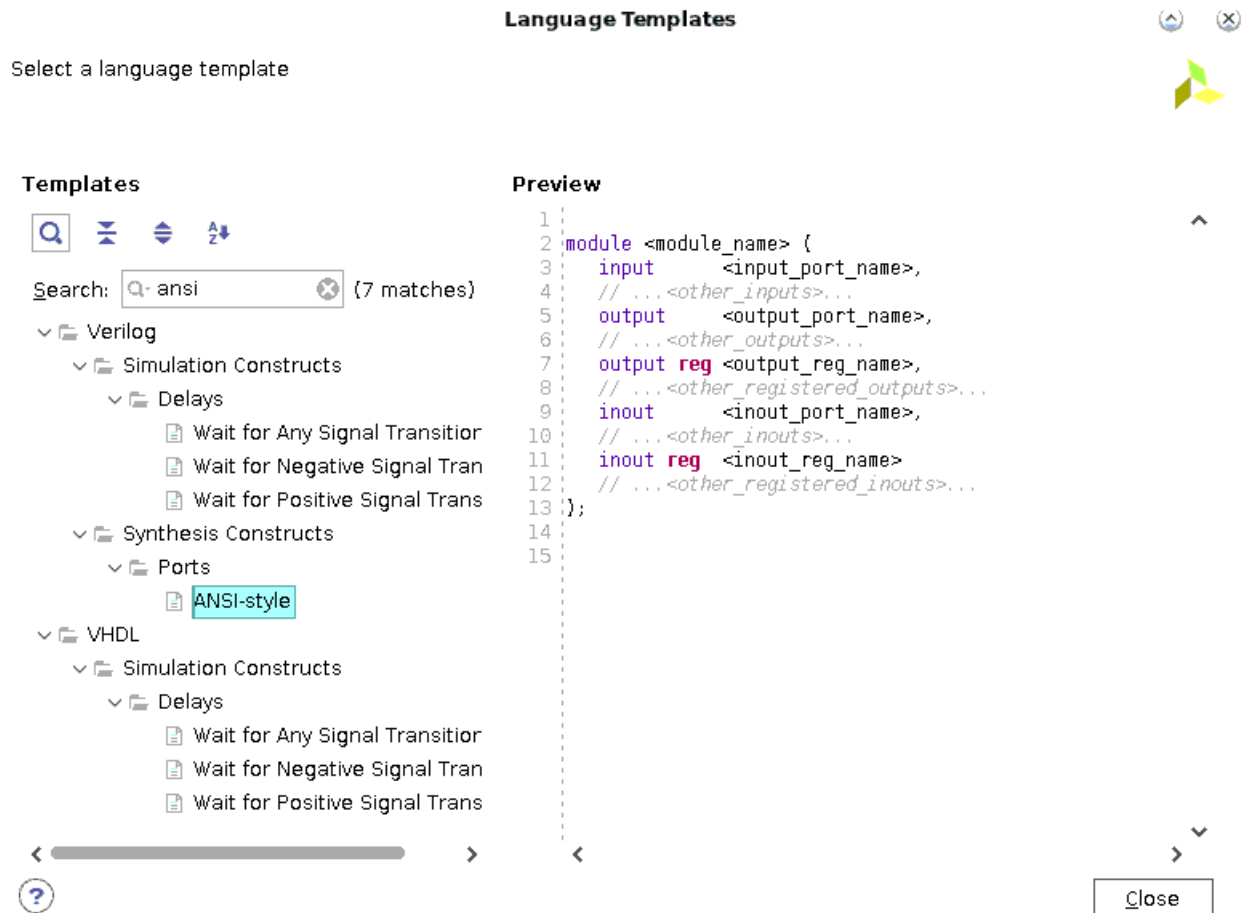 Language Templates
Select a language template
Templates
Search: ansi (7 matches)
Verilog
Simulation Constructs
Delays
Wait for Any Signal Transition
Wait for Negative Signal Tran
Wait for Positive Signal Trans
Synthesis Constructs
Ports
ANSI-style
VHDL
Simulation Constructs
Delays
Wait for Any Signal Transition
Wait for Negative Signal Tran
Wait for Positive Signal Trans
Preview
1
2 module <module_name> (
3 input <input_port_name>,
4 // ...<other_inputs>...
5 output <output_port_name>,
6 // ...<other_outputs>...
7 output reg <output_reg_name>,
8 // ...<other_registered_outputs>...
9 inout <inout_port_name>,
10 // ...<other_inouts>...
11 inout reg <inout_reg_name>
12 // ...<other_registered_inouts>...
13 );
14
15
?
Close